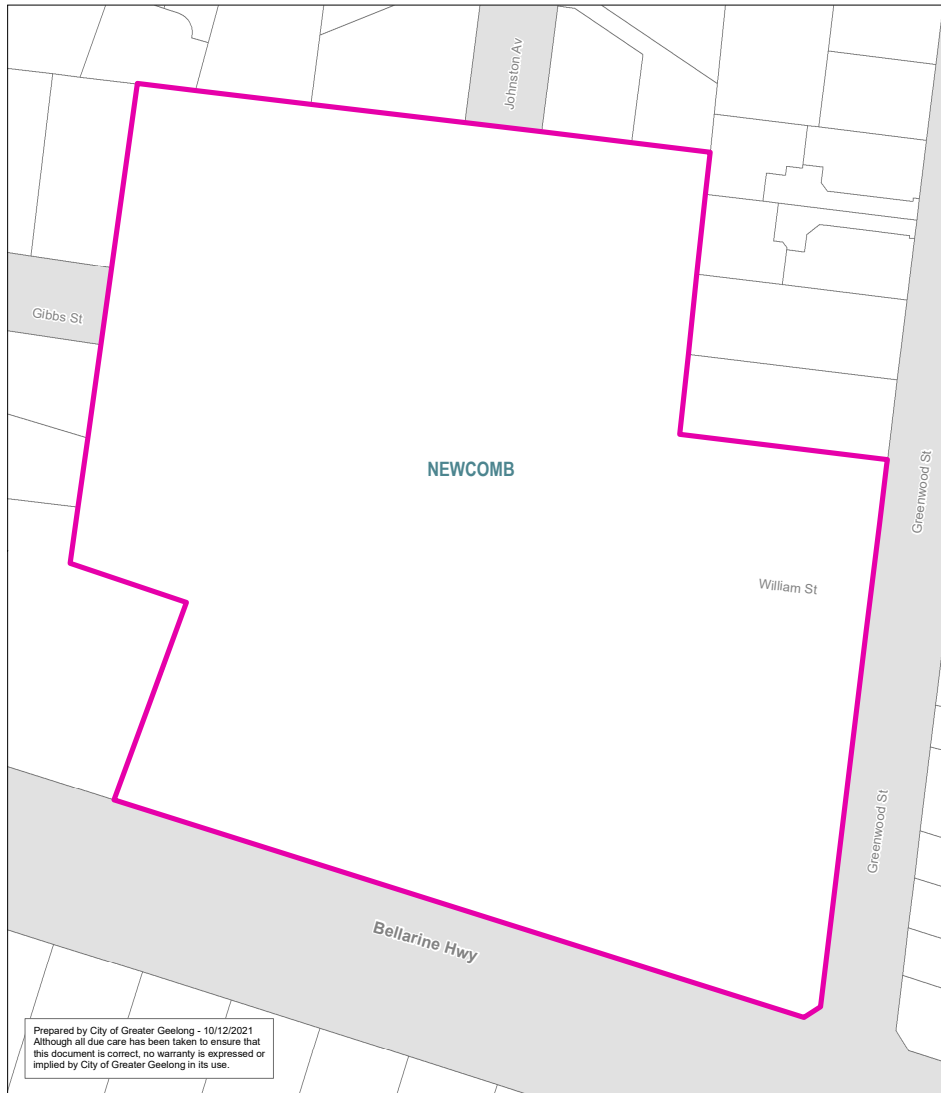 Johnston Av
Gibbs St
Greenwood St
NEWCOMB
William St
Greenwood St
Bellarine Hwy
Prepared by City of Greater Geelong - 10/12/2021
Although all due care has been taken to ensure that
this document is correct, no warranty is expressed or
implied by City of Greater Geelong in its use.